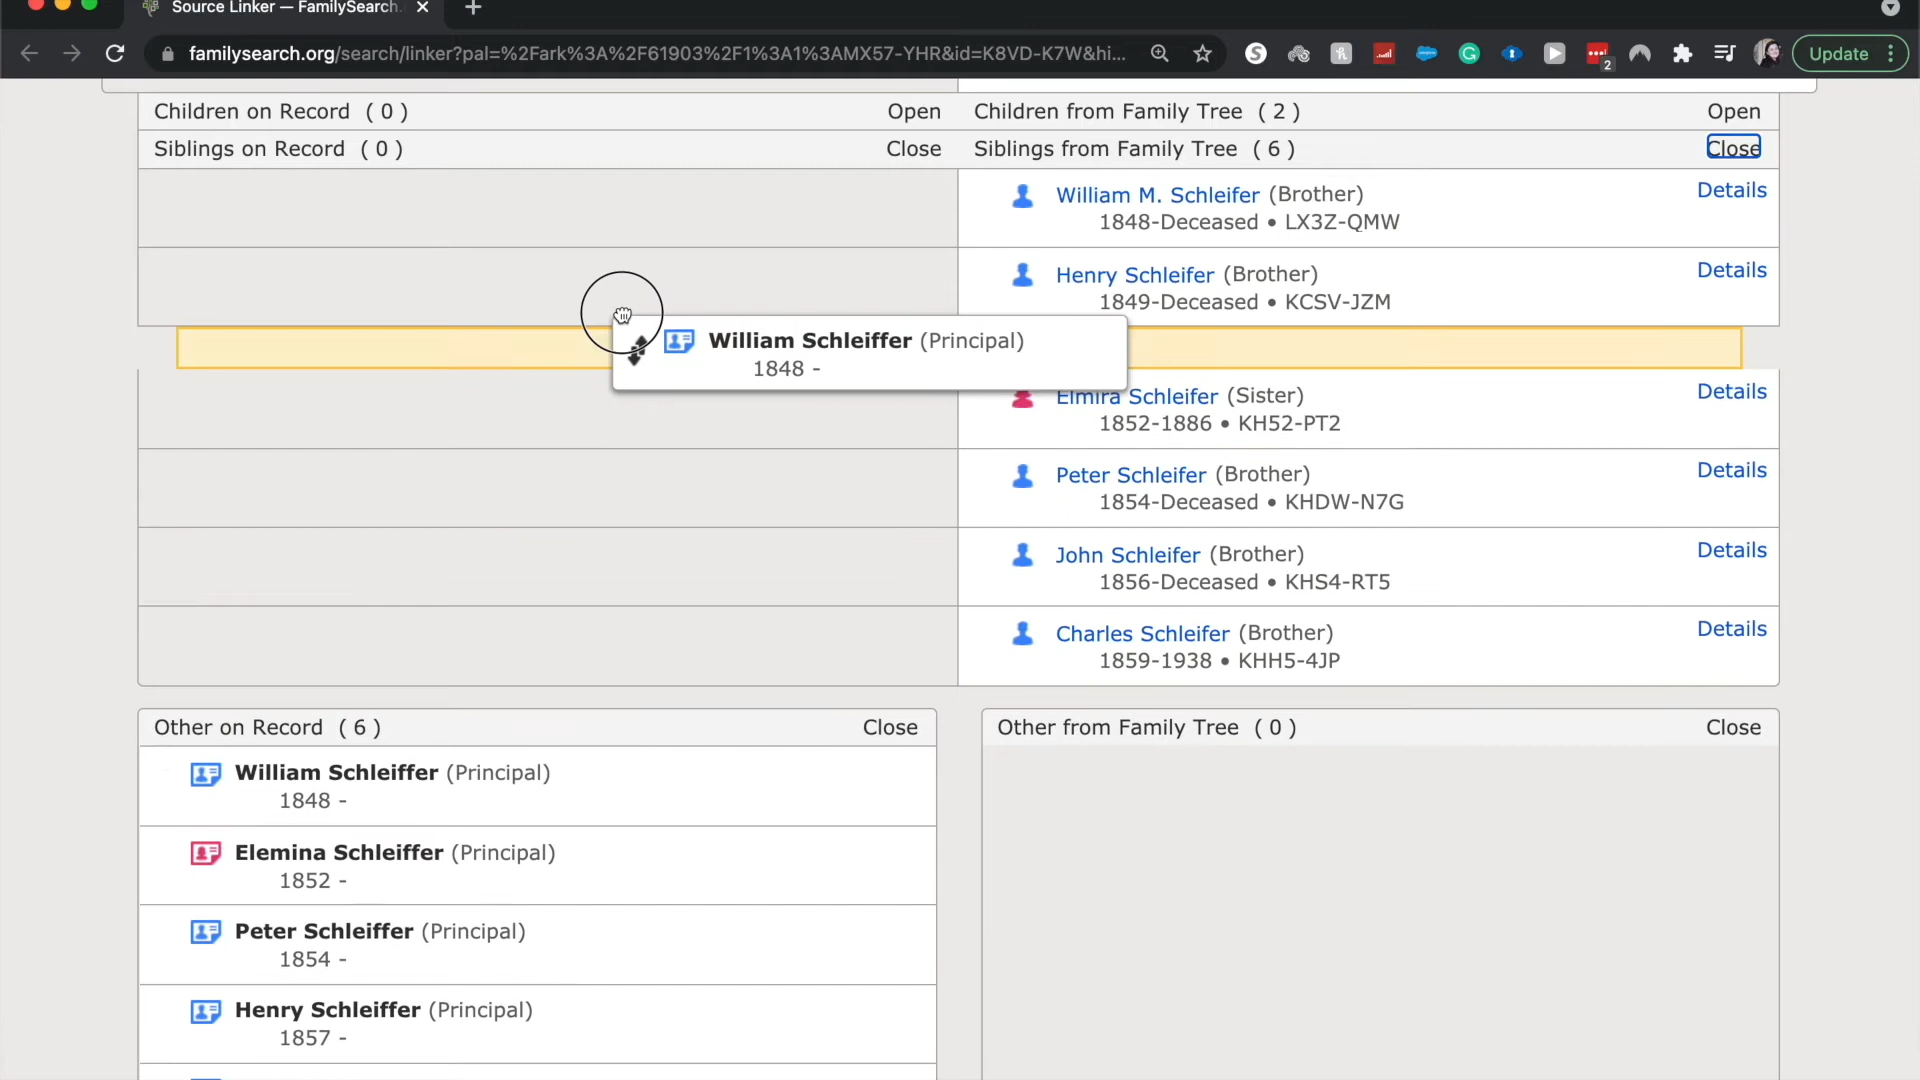 Source Linker — FamilySearch.
familysearch.org/search/linker?pal=%2Fark%3A%2F61903%2F1%3A1%3AMX57-YHR&id=K8VD-K7W&hi...
2
Update
Children on Record ( 0 ) Open Children from Family Tree ( 2 ) Open
Siblings on Record ( 0 ) Close Siblings from Family Tree ( 6 ) Close
William M. Schleifer (Brother) Details
1848-Deceased • LX3Z-QMW
Henry Schleifer (Brother) Details
1849-Deceased • KCSV-JZM
William Schleiffer (Principal)
1848 -
Elmira Schleifer (Sister) Details
1852-1886 • KH52-PT2
Peter Schleifer (Brother) Details
1854-Deceased • KHDW-N7G
John Schleifer (Brother) Details
1856-Deceased • KHS4-RT5
Charles Schleifer (Brother) Details
1859-1938 • KHH5-4JP
Other on Record ( 6 ) Close Other from Family Tree ( 0 ) Close
William Schleiffer (Principal)
1848 -
Elemina Schleiffer (Principal)
1852 -
Peter Schleiffer (Principal)
1854 -
Henry Schleiffer (Principal)
1857 -